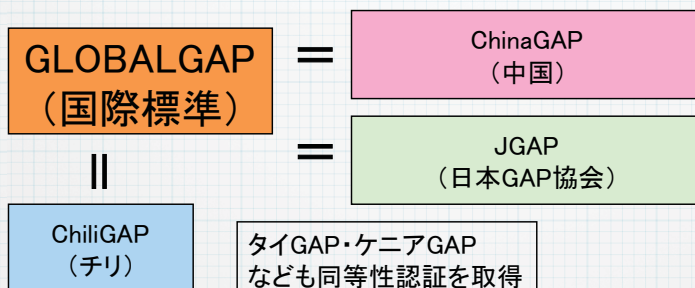 GLOBALGAP
（国際標準）
＝
ChinaGAP
（中国）
＝
JGAP
（日本GAP協会）
＝
ChiliGAP
（チリ）
タイGAP・ケニアGAP
なども同等性認証を取得